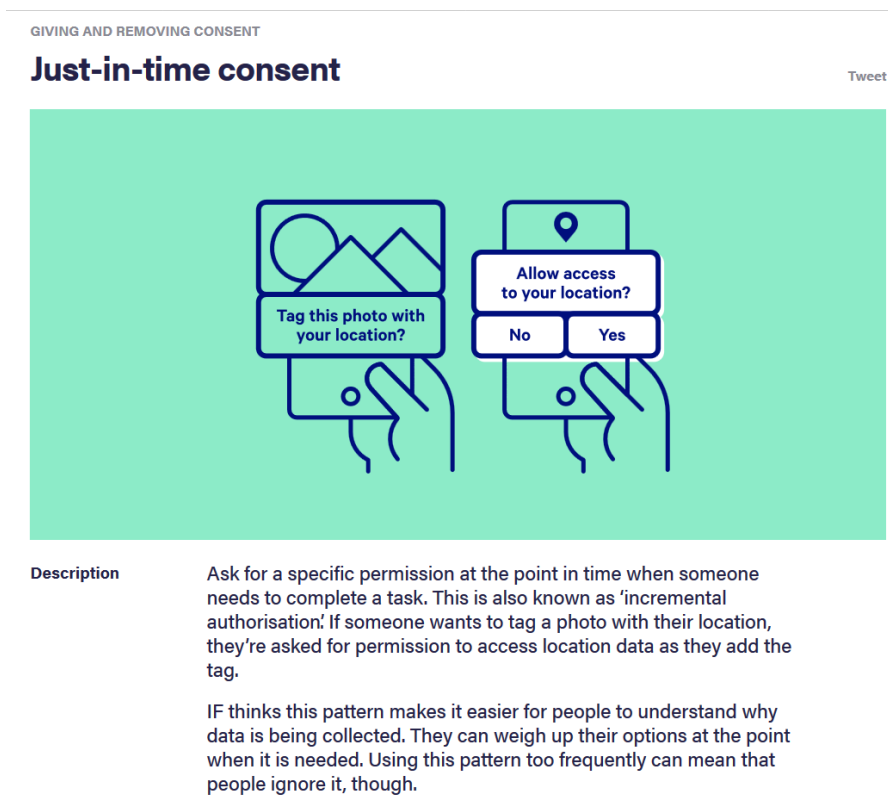 GIVING AND REMOVING CONSENT
Just-in-time consent
Tweet
Tag this photo with
your location?
Allow access
to your location?
No
Yes
Description
Ask for a specific permission at the point in time when someone
needs to complete a task. This is also known as ‘incremental
authorisation’. If someone wants to tag a photo with their location,
they’re asked for permission to access location data as they add the
tag.
IF thinks this pattern makes it easier for people to understand why
data is being collected. They can weigh up their options at the point
when it is needed. Using this pattern too frequently can mean that
people ignore it, though.